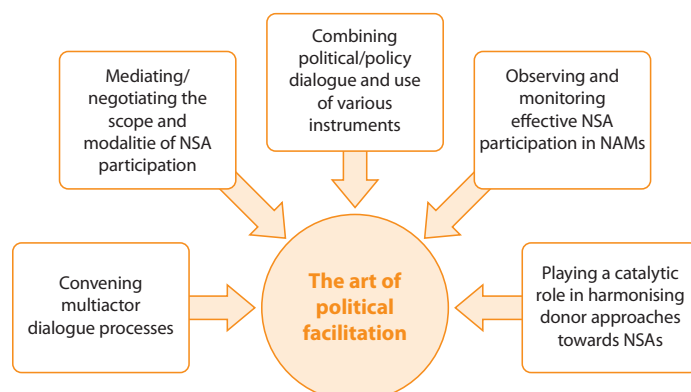 Combining
political/policy
dialogue and use
of various
instruments
Mediating/
negotiating the
scope and
modalitie of NSA
participation
Observing and
monitoring
effective NSA
participation in NAMs
Convening
multiactor
dialogue processes
The art of
political
facilitation
Playing a catalytic
role in harmonising
donor approaches
towards NSAs